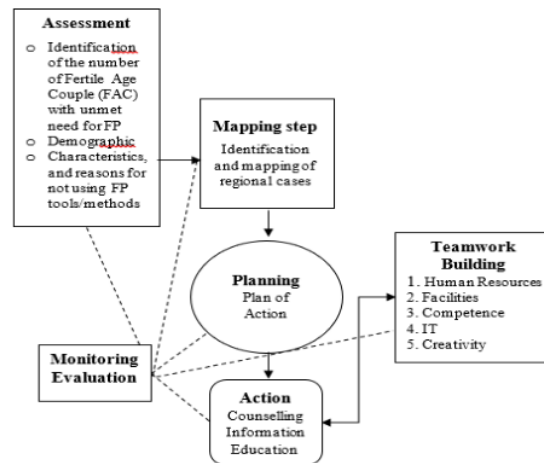 Assessment
o Identification
of the number
of Fertile Age
Couple (FAC)
with unmet
need for FP
o Demographic
o Characteristics,
and reasons for
not using FP
tools/methods
Mapping step
Identification
and mapping of
regional cases
Planning
Plan of
Action
Teamwork
Building
1. Human Resources
2. Facilities
3. Competence
4. IT
5. Creativity
Monitoring
Evaluation
Action
Counselling
Information
Education